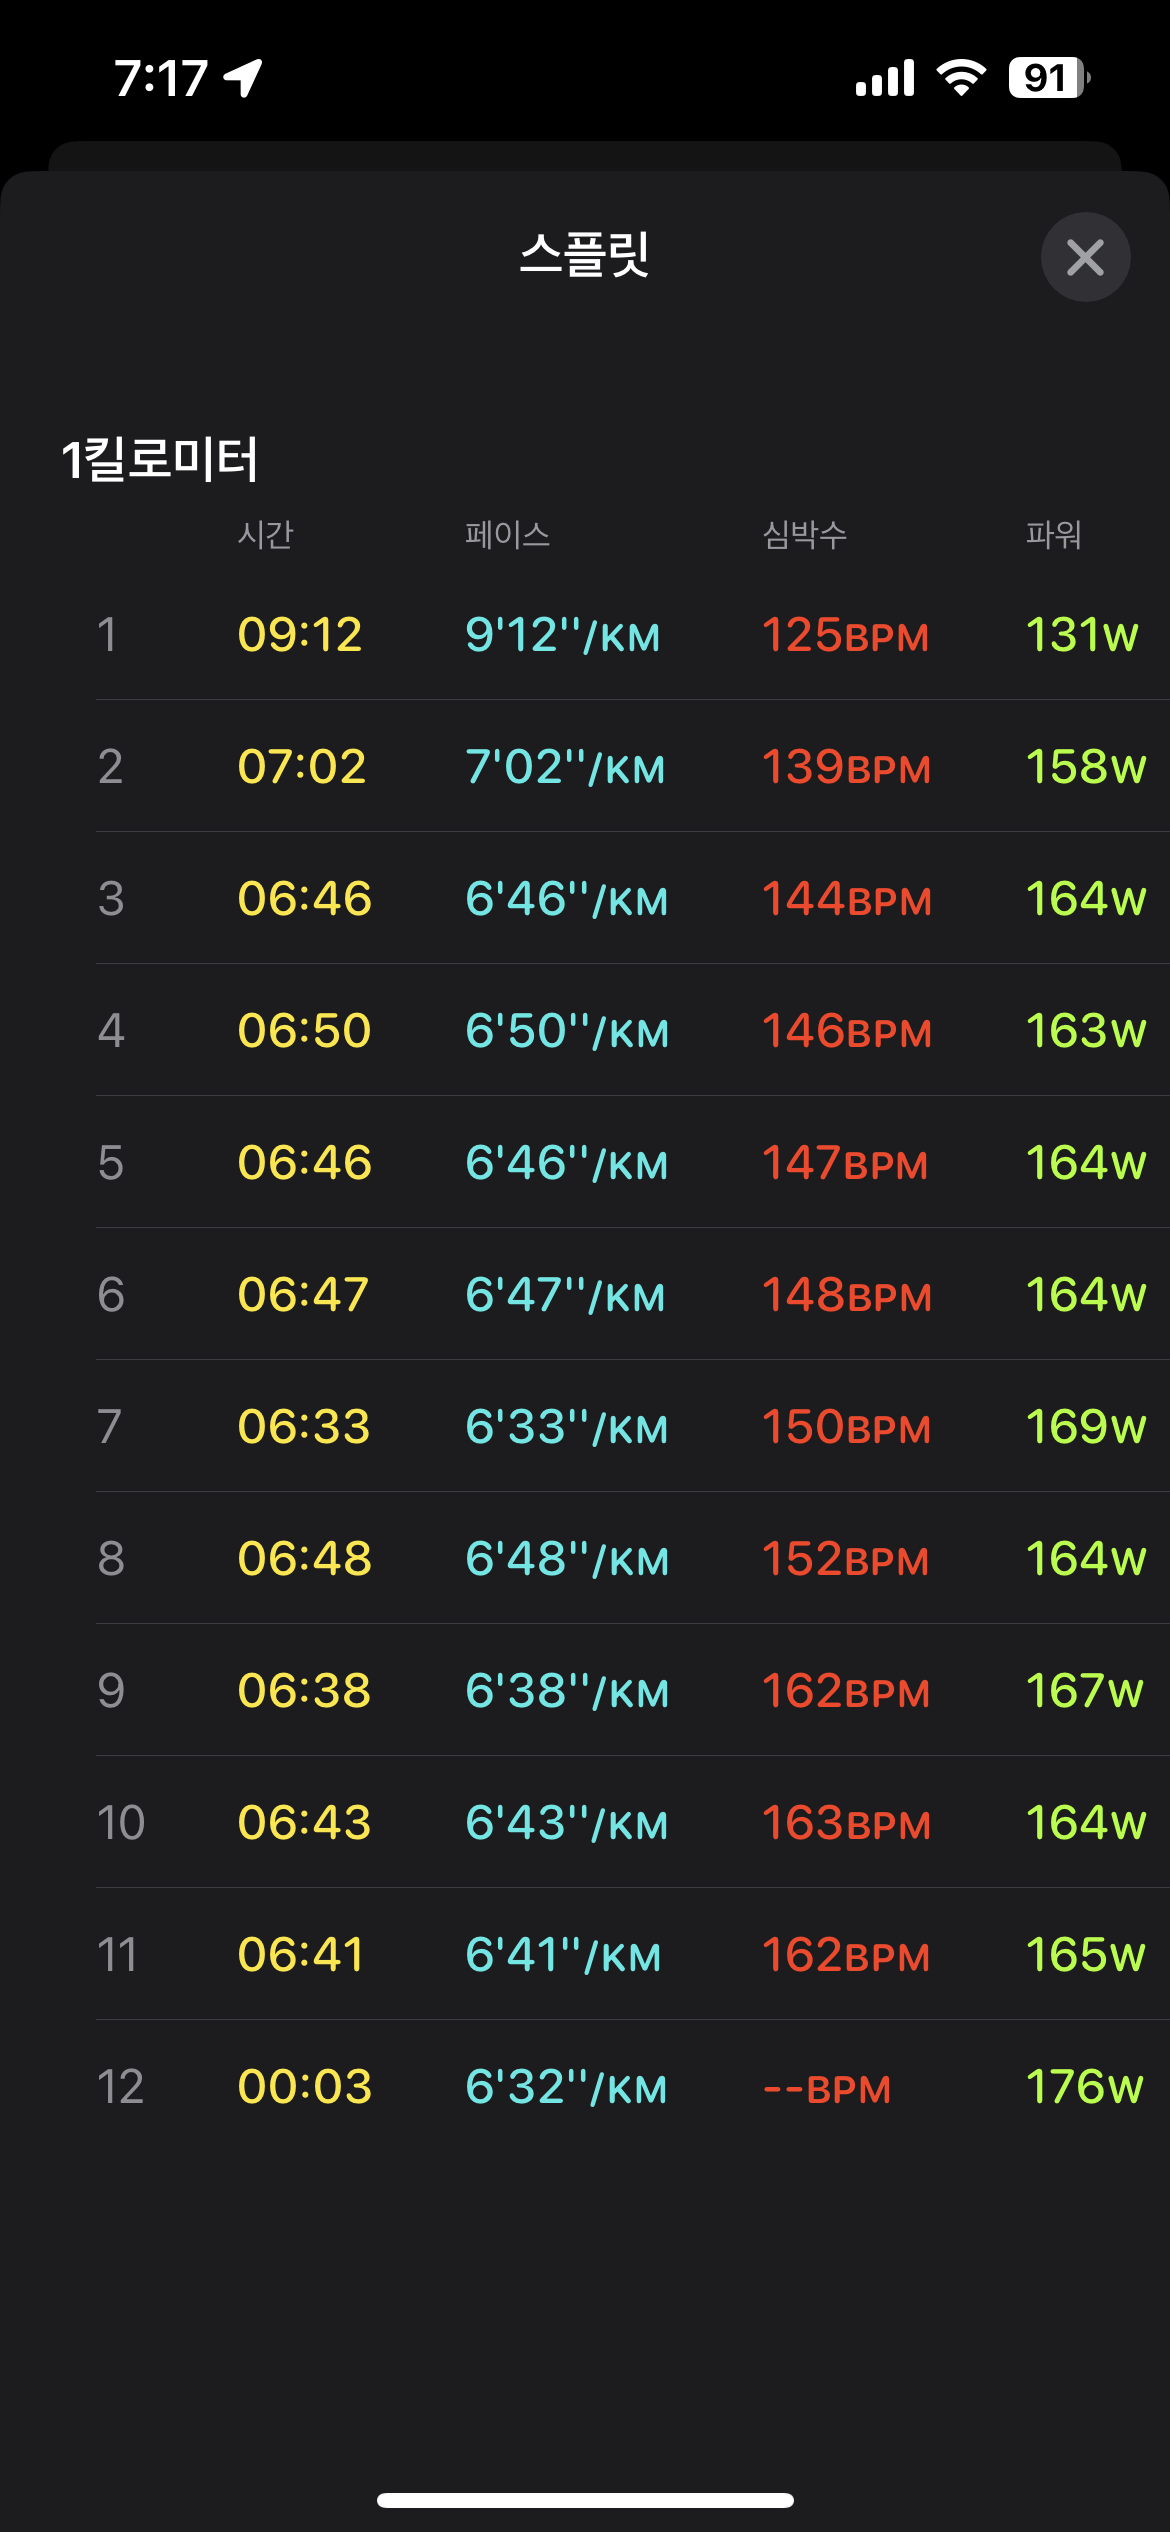 7:17 91
스플릿
1킬로미터
시간 페이스 심박수 파워
1 09:12 9'12''/KM 125BPM 131W
2 07:02 7'02''/KM 139BPM 158W
3 06:46 6'46''/KM 144BPM 164W
4 06:50 6'50''/KM 146BPM 163W
5 06:46 6'46''/KM 147BPM 164W
6 06:47 6'47''/KM 148BPM 164W
7 06:33 6'33''/KM 150BPM 169W
8 06:48 6'48''/KM 152BPM 164W
9 06:38 6'38''/KM 162BPM 167W
10 06:43 6'43''/KM 163BPM 164W
11 06:41 6'41''/KM 162BPM 165W
12 00:03 6'32''/KM --BPM 176W